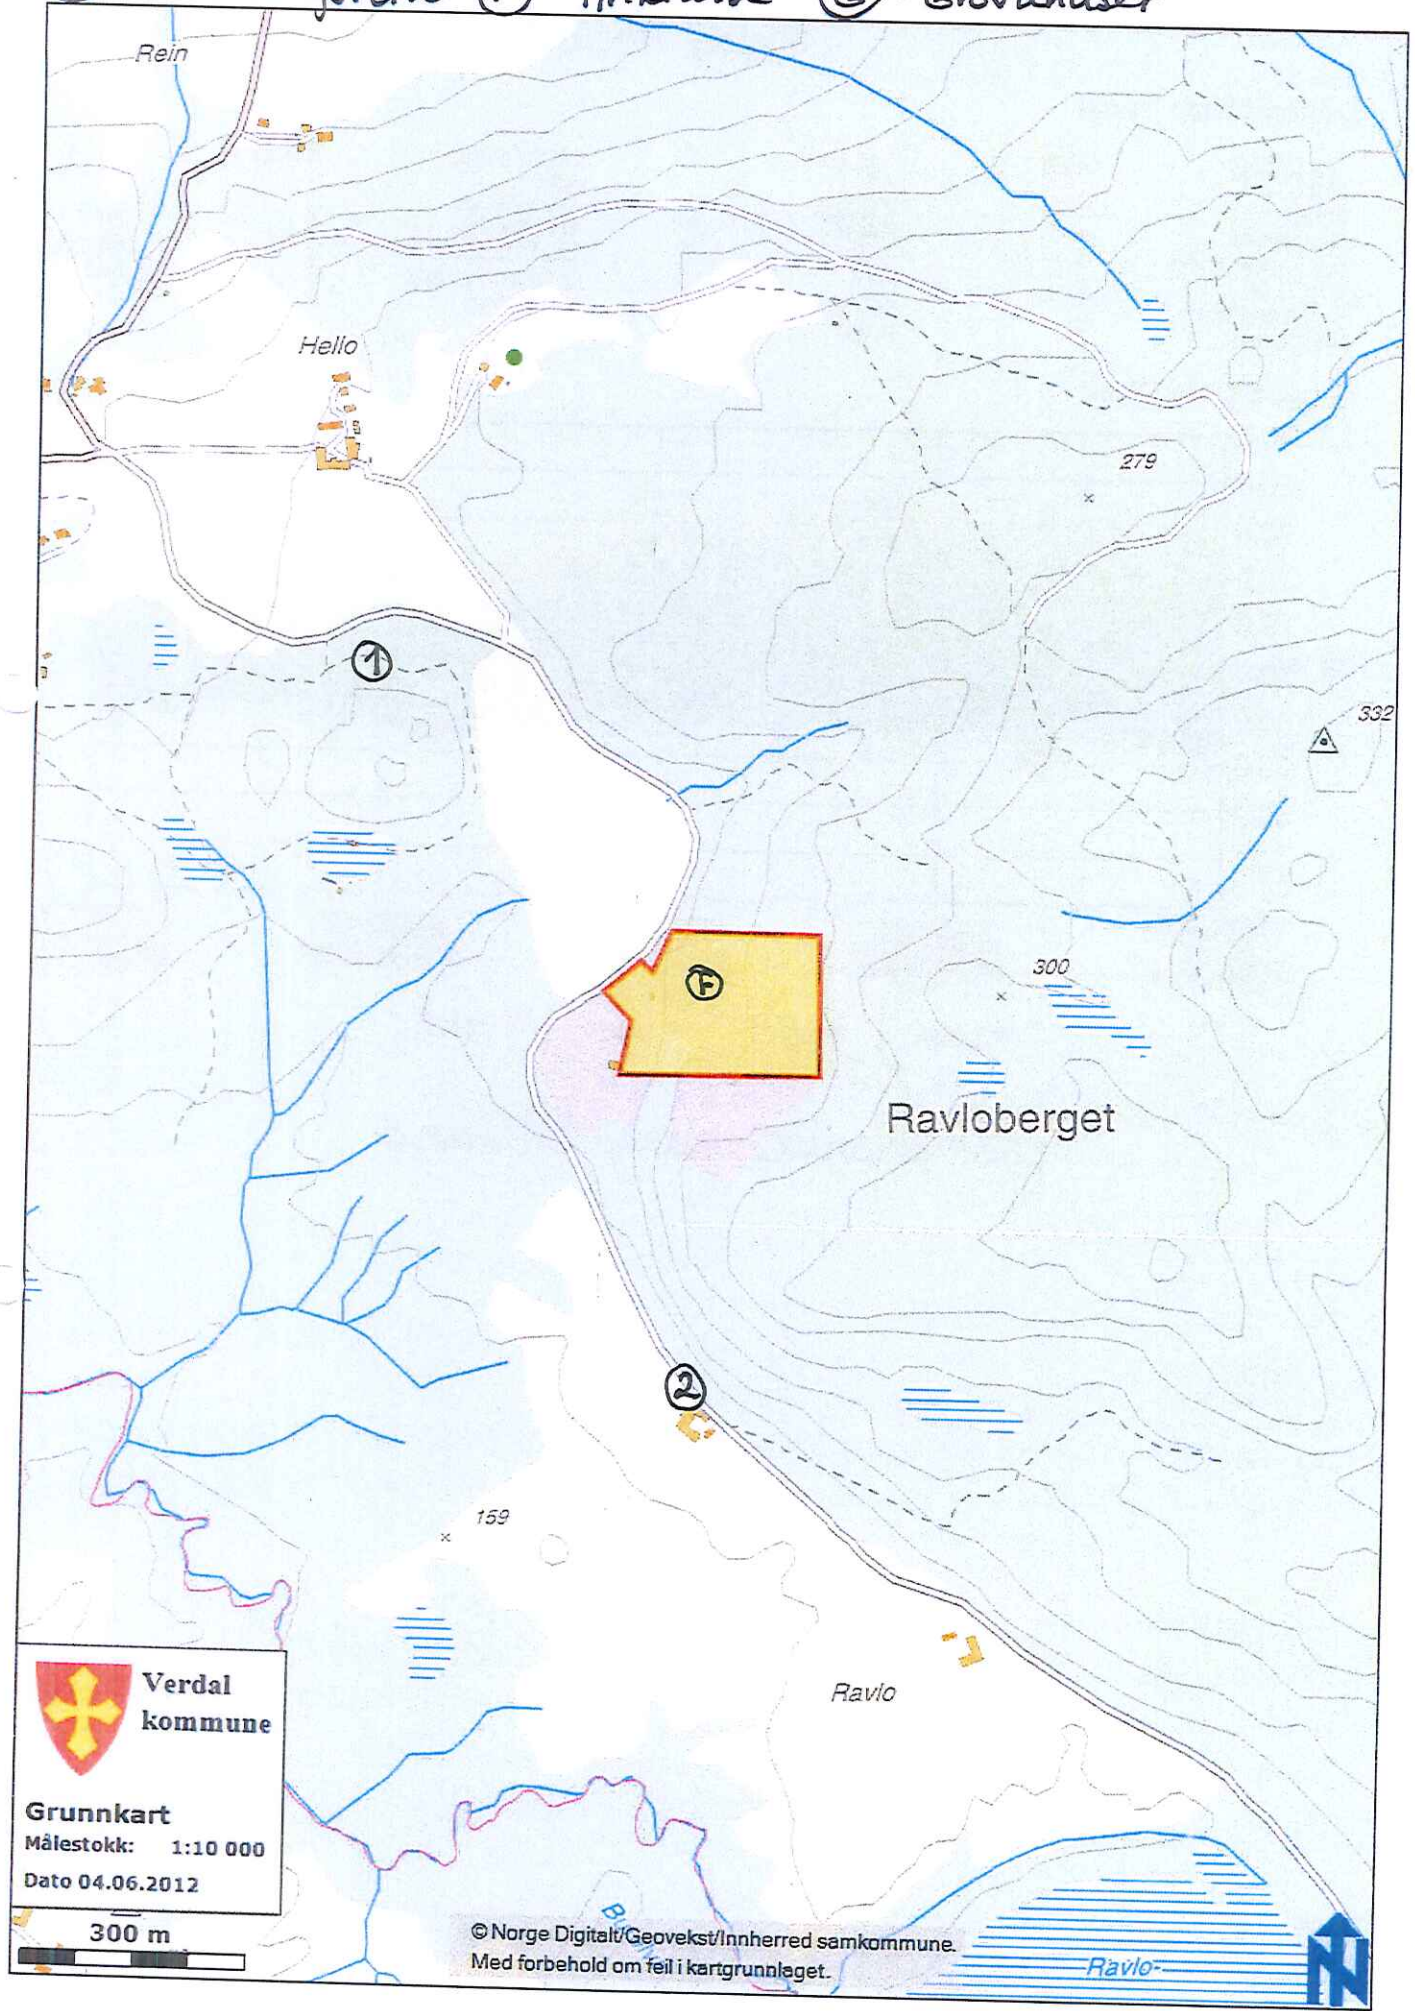 Rein
Hello
279
332
1
F
300
Ravloberget
2
159
Ravlo
Verdal
kommune
Grunnkart
Målestokk: 1:10 000
Dato 04.06.2012
300 m
© Norge Digitalt/Geovekst/Innherred samkommune.
Med forbehold om feil i kartgrunnlaget.
Ravlo-
N